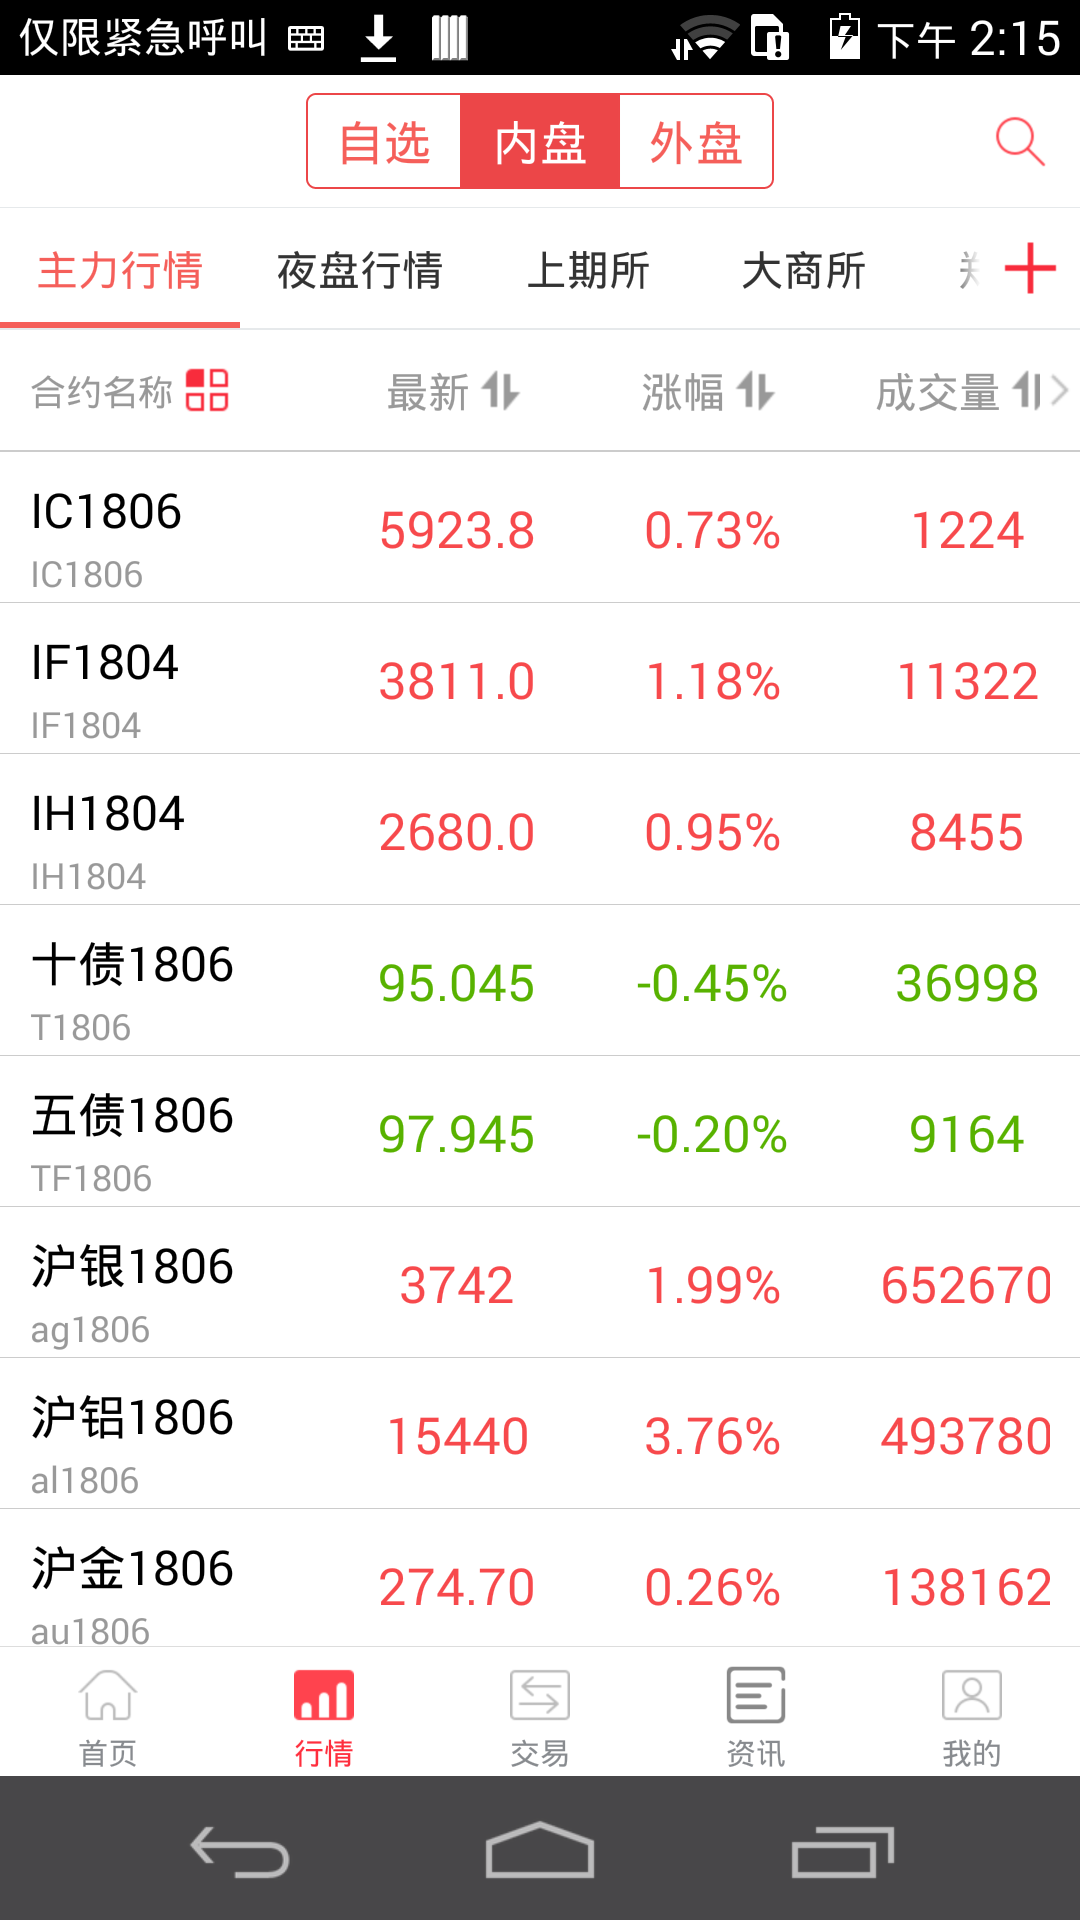 仅限紧急呼叫 下午 2:15
自选 内盘 外盘
主力行情 夜盘行情 上期所 大商所
合约名称 最新 涨幅 成交量
IC1806 5923.8 0.73% 1224
IC1806
IF1804 3811.0 1.18% 11322
IF1804
IH1804 2680.0 0.95% 8455
IH1804
十债1806 95.045 -0.45% 36998
T1806
五债1806 97.945 -0.20% 9164
TF1806
沪银1806 3742 1.99% 652670
ag1806
沪铝1806 15440 3.76% 493780
al1806
沪金1806 274.70 0.26% 138162
au1806
首页 行情 交易 资讯 我的